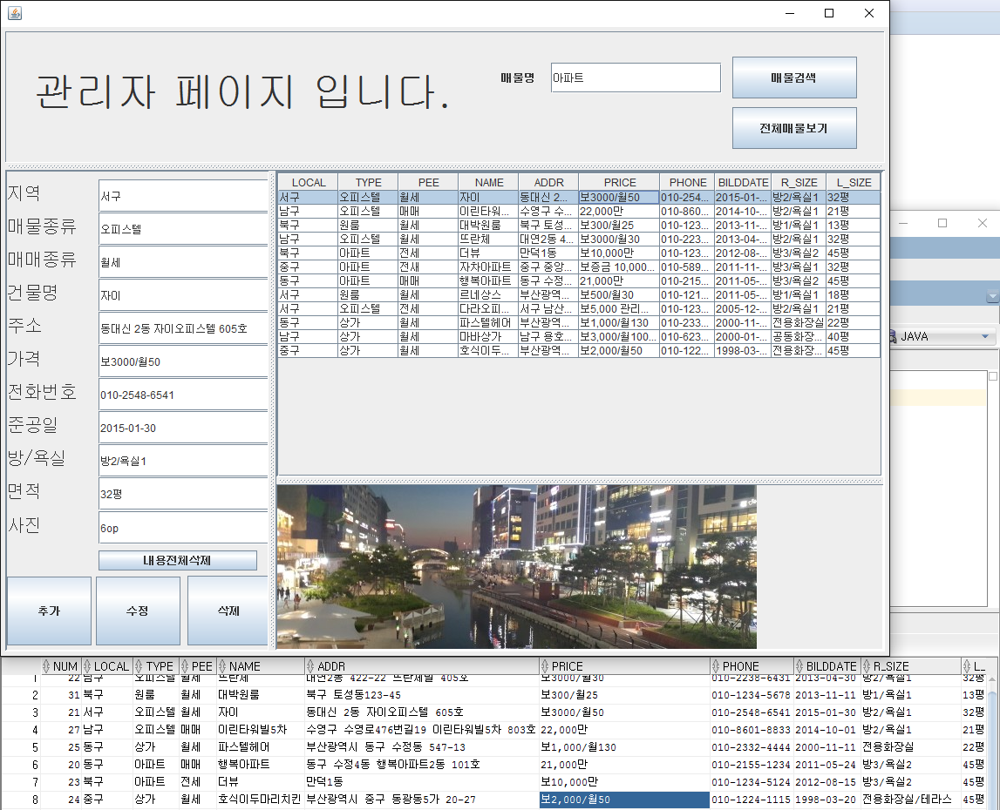 관리자 페이지 입니다.
매물명 아파트 매물검색
전체매물보기
지역 서구
매물종류 오피스텔
매매종류 월세
건물명 자이
주소 동대신 2동 자이오피스텔 605호
가격 보3000/월50
전화번호 010-2548-6541
준공일 2015-01-30
방/욕실 방2/욕실1
면적 32평
사진 6op
내용전체삭제
추가 수정 삭제
LOCAL TYPE PEE NAME ADDR PRICE PHONE BILDDATE R_SIZE L_SIZE
서구 오피스텔 월세 자이 동대신 2... 보3000/월50 010-254... 2015-01-... 방2/욕실1 32평
남구 오피스텔 매매 이린타워... 수영구 수... 22,000만 010-860... 2014-10-... 방2/욕실1 21평
북구 원룸 월세 대박원룸 북구 토성... 보300/월25 010-123... 2013-11-... 방1/욕실1 13평
남구 오피스텔 월세 뜨란체 대연2동 4... 보3000/월30 010-223... 2013-04-... 방2/욕실1 32평
북구 아파트 전세 더뷰 만덕1동 보10,000만 010-123... 2012-08-... 방3/욕실2 45평
중구 아파트 전새 자차아파트 중구 중앙... 보증금 10,000... 010-589... 2011-11-... 방3/욕실1 32평
동구 아파트 매매 행복아파트 동구 수정... 21,000만 010-215... 2011-05-... 방3/욕실2 45평
서구 원룸 월세 르네상스 부산광역... 보500/월30 010-121... 2011-05-... 방1/욕실1 18평
서구 오피스텔 전세 다라오피... 서구 남산... 보5,000 관리... 010-123... 2005-12-... 방2/욕실1 21평
동구 상가 월세 파스텔헤어 부산광역... 보1,000/월130 010-233... 2000-11-... 전용화장실 22평
남구 상가 월세 마바상가 남구 용호... 보3,000/월100... 010-623... 2000-01-... 공동화장... 40평
중구 상가 월세 호식이두... 부산광역... 보2,000/월50 010-122... 1998-03-... 전용화장... 45평
JAVA
NUM LOCAL TYPE PEE NAME ADDR PRICE PHONE BILDDATE R_SIZE L_
1 22 남구 오피스텔 월세 뜨란체 대연2동 422-22 뜨란체빌 405호 보3000/월30 010-2238-6431 2013-04-30 방2/욕실1 32평
2 31 북구 원룸 월세 대박원룸 북구 토성동123-45 보300/월25 010-1234-5678 2013-11-11 방1/욕실1 13평
3 21 서구 오피스텔 월세 자이 동대신 2동 자이오피스텔 605호 보3000/월50 010-2548-6541 2015-01-30 방2/욕실1 32평
4 27 남구 오피스텔 매매 이린타워빌5차 수영구 수영로476번길19 이린타워빌5차 803호 22,000만 010-8601-8833 2014-10-01 방2/욕실1 21평
5 25 동구 상가 월세 파스텔헤어 부산광역시 동구 수정동 547-13 보1,000/월130 010-2332-4444 2000-11-11 전용화장실 22평
6 20 동구 아파트 매매 행복아파트 동구 수정4동 행복아파트2동 101호 21,000만 010-2155-1234 2011-05-24 방3/욕실2 45평
7 23 북구 아파트 전세 더뷰 만덕1동 보10,000만 010-1234-5124 2012-08-15 방3/욕실2 45평
8 24 중구 상가 월세 호식이두마리치킨 부산광역시 중구 동광동5가 20-27 보2,000/월50 010-1224-1115 1998-03-20 전용화장실/테라스 45평